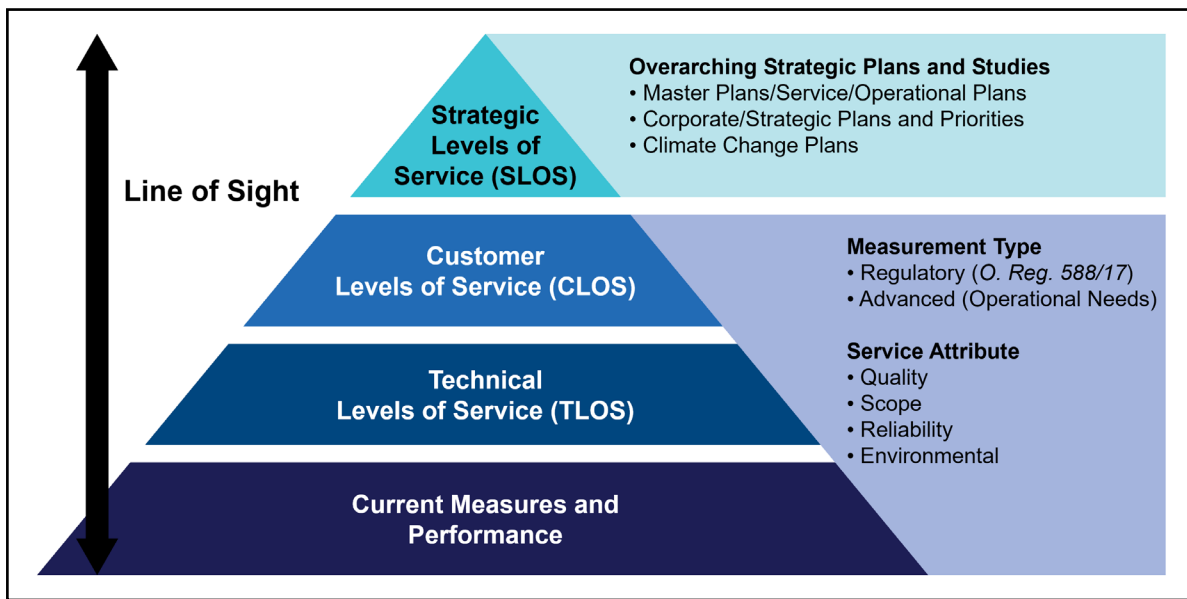 Line of Sight
Strategic
Levels of
Service (SLOS)
Overarching Strategic Plans and Studies
• Master Plans/Service/Operational Plans
• Corporate/Strategic Plans and Priorities
• Climate Change Plans
Customer
Levels of Service (CLOS)
Technical
Levels of Service (TLOS)
Current Measures and
Performance
Measurement Type
• Regulatory (O. Reg. 588/17)
• Advanced (Operational Needs)
Service Attribute
• Quality
• Scope
• Reliability
• Environmental